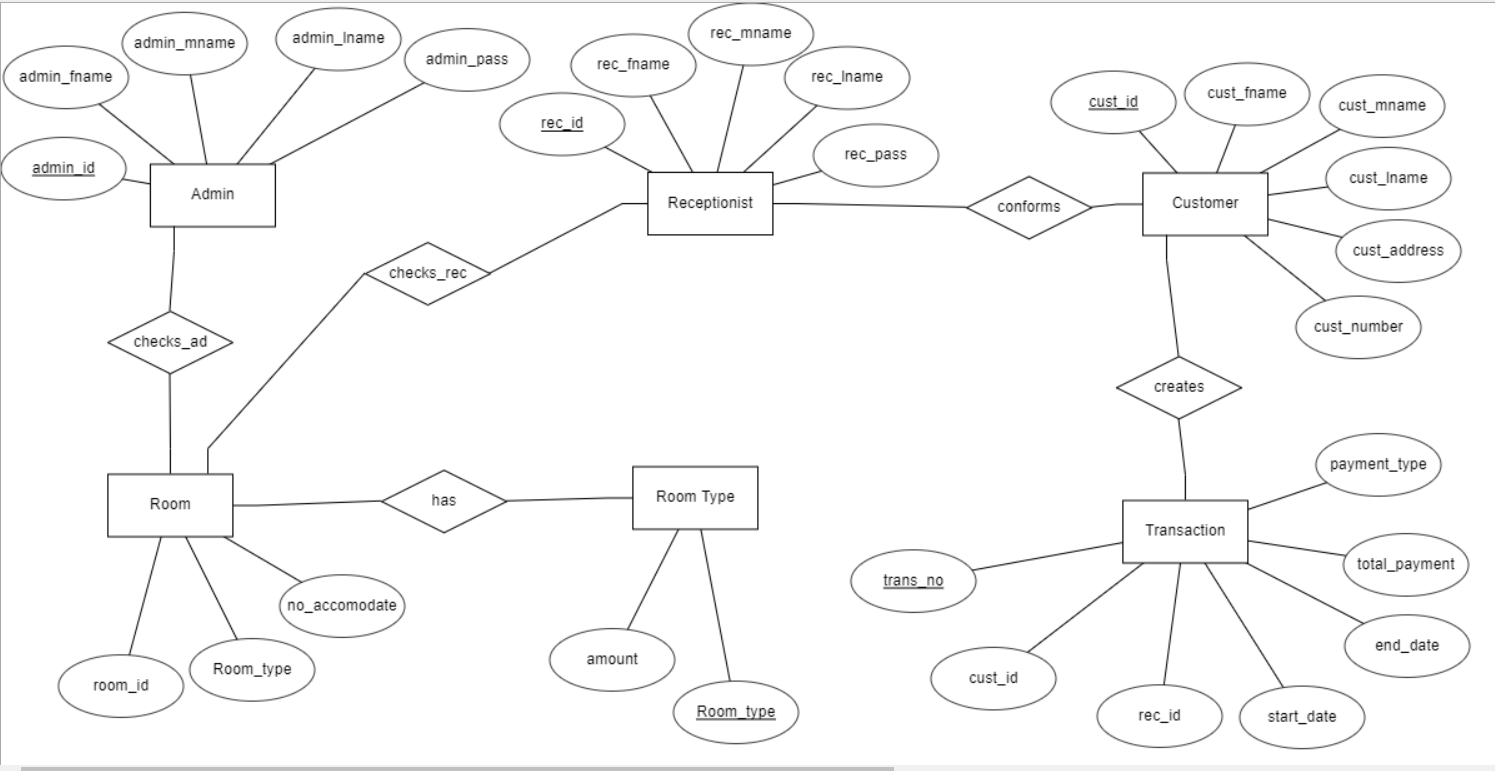 admin_fname
admin_mname
admin_lname
admin_pass
admin_id
Admin
rec_fname
rec_mname
rec_lname
rec_id
rec_pass
Receptionist
cust_id
cust_fname
cust_mname
cust_lname
cust_address
cust_number
Customer
conforms
checks_rec
checks_ad
creates
Room
has
Room Type
room_id
Room_type
no_accomodate
amount
Room_type
Transaction
payment_type
total_payment
end_date
start_date
rec_id
cust_id
trans_no